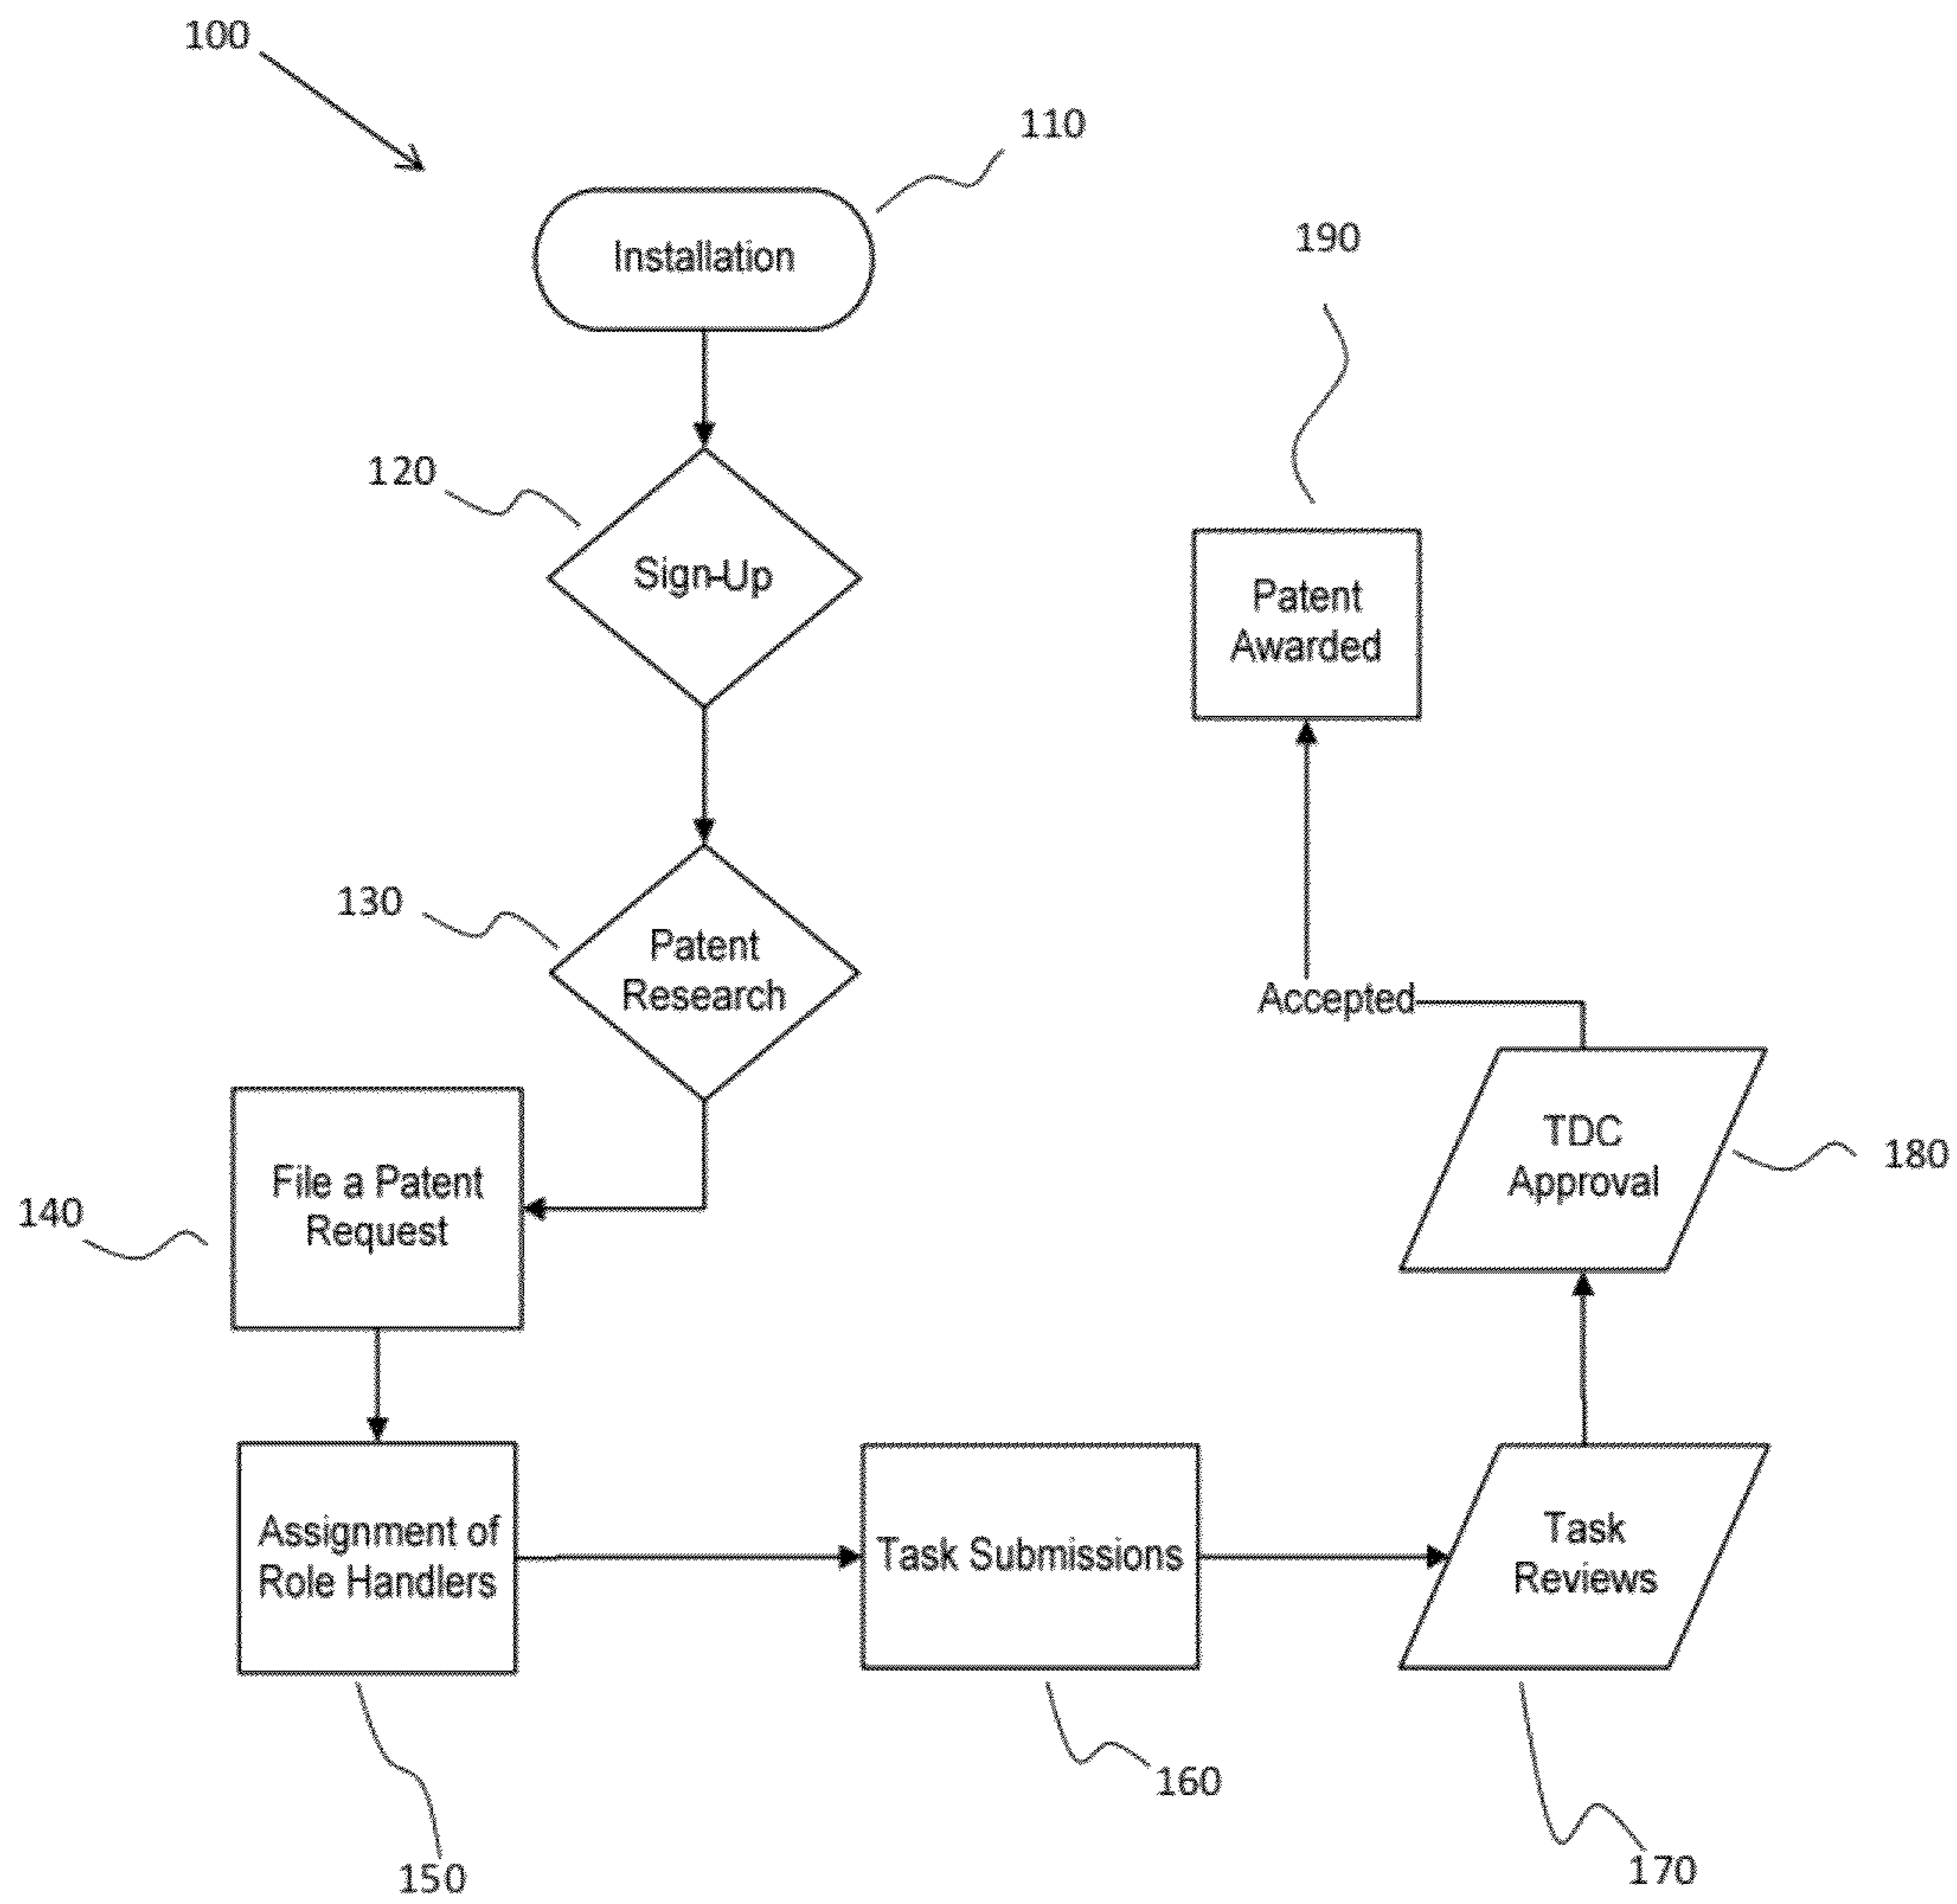 100
110
Installation
190
120
Sign-Up
Patent
Awarded
130
Patent
Research
Accepted
140
File a Patent
Request
TDC
Approval
180
Assignment of
Role Handlers
Task Submissions
Task
Reviews
150
160
170